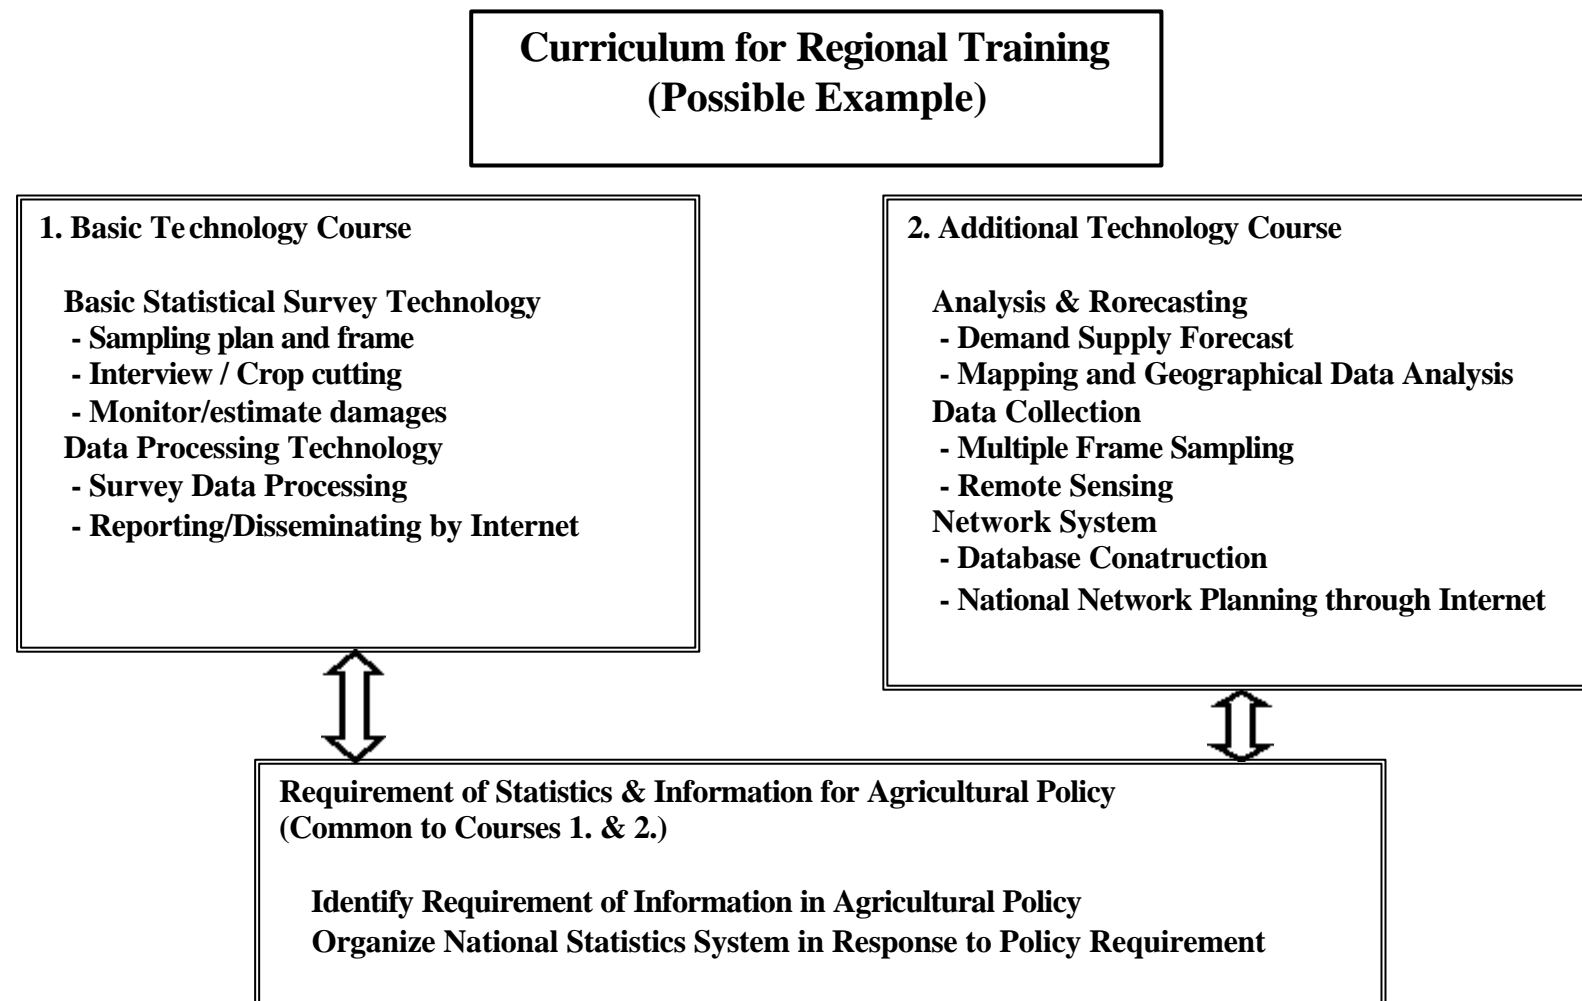 Curriculum for Regional Training
(Possible Example)
1. Basic Technology Course
Basic Statistical Survey Technology
- Sampling plan and frame
- Interview / Crop cutting
- Monitor/estimate damages
Data Processing Technology
- Survey Data Processing
- Reporting/Disseminating by Internet
2. Additional Technology Course
Analysis & Rorecasting
- Demand Supply Forecast
- Mapping and Geographical Data Analysis
Data Collection
- Multiple Frame Sampling
- Remote Sensing
Network System
- Database Conatruction
- National Network Planning through Internet
Requirement of Statistics & Information for Agricultural Policy
(Common to Courses 1. & 2.)
Identify Requirement of Information in Agricultural Policy
Organize National Statistics System in Response to Policy Requirement